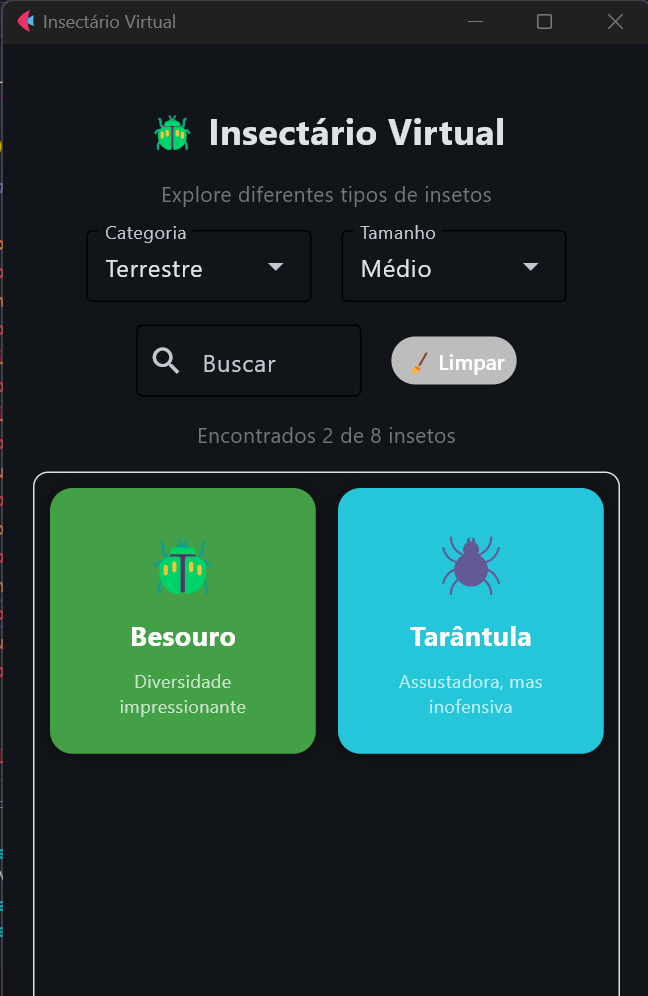 Insectário Virtual
Insectário Virtual
Explore diferentes tipos de insetos
Categoria
Terrestre
Tamanho
Médio
Buscar
Limpar
Encontrados 2 de 8 insetos
Besouro
Diversidade
impressionante
Tarântula
Assustadora, mas
inofensiva